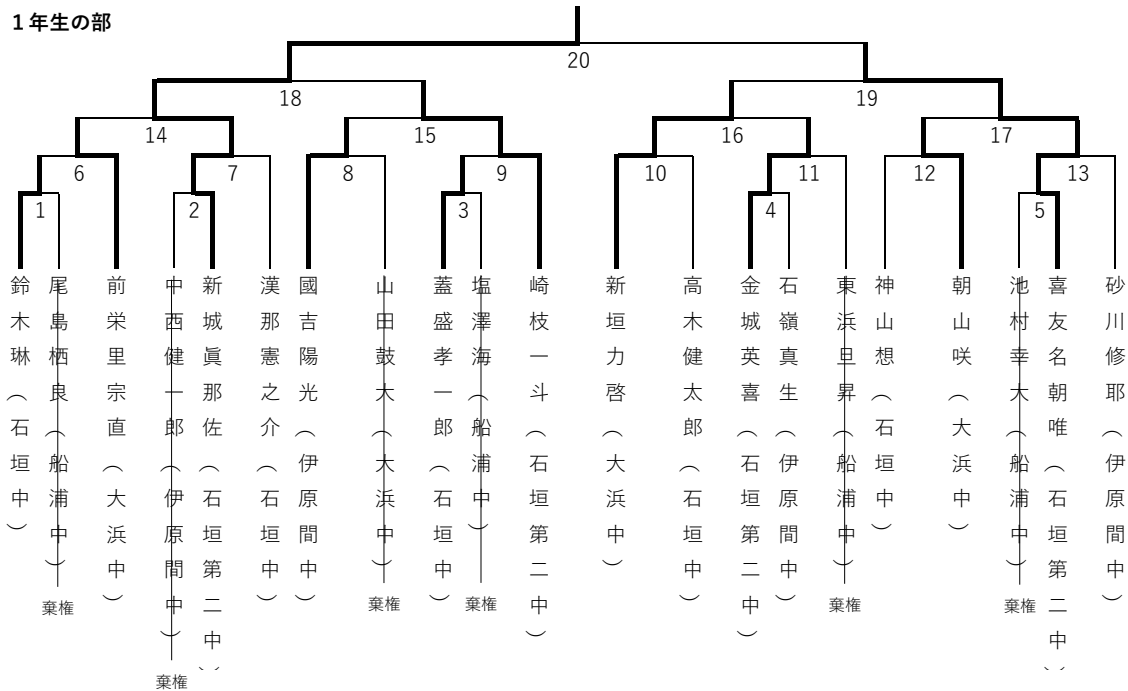 １年生の部
20
18
19
14
15
16
17
6
7
8
9
10
11
12
13
1
2
3
4
5
鈴木琳（石垣中）
尾島栖良（船浦中）
前栄里宗直（大浜中）
中西健一郎（伊原間中）
新城眞那佐（石垣第二中）
漢那憲之介（石垣中）
國吉陽光（伊原間中）
山田鼓大（大浜中）
蓋盛孝一郎（石垣中）
塩澤海（船浦中）
崎枝一斗（石垣第二中）
新垣力啓（大浜中）
高木健太郎（石垣中）
金城英喜（石垣第二中）
石嶺真生（伊原間中）
東浜旦昇（船浦中）
神山想（石垣中）
朝山咲（大浜中）
池村幸大（船浦中）
喜友名朝唯（石垣第二中）
砂川修耶（伊原間中）
棄権
棄権
棄権
棄権
棄権
棄権